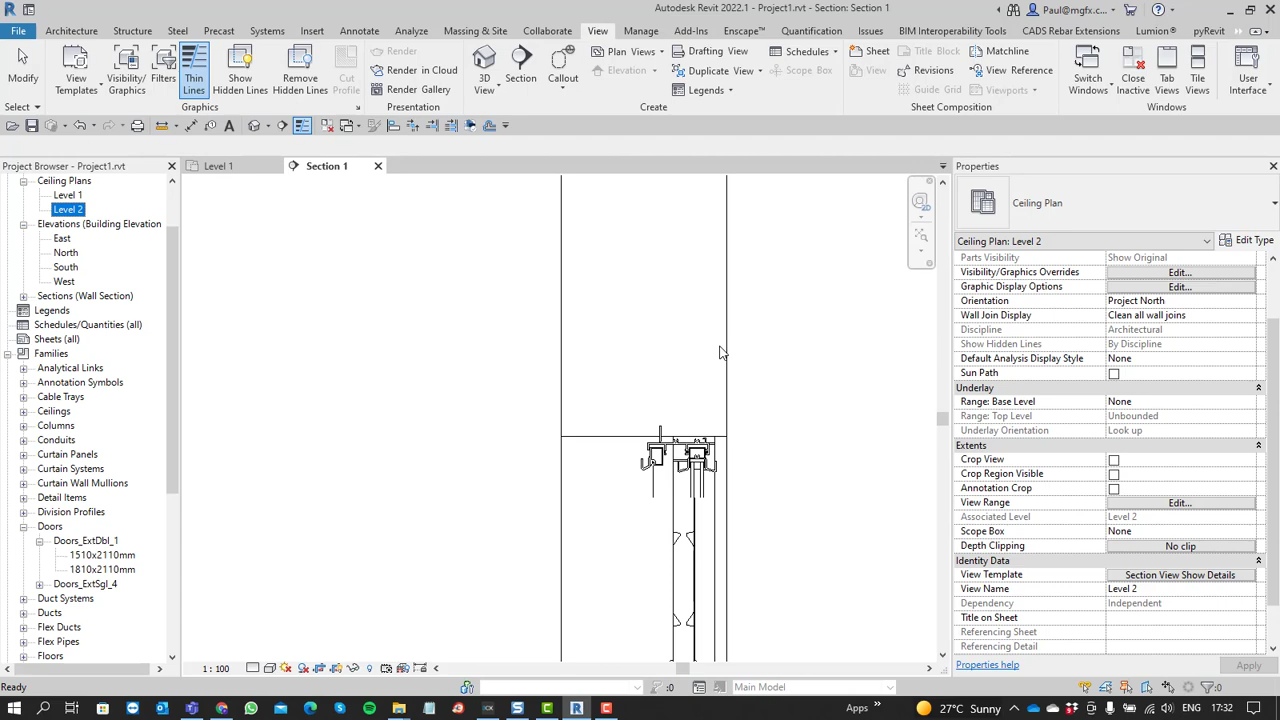 Autodesk Revit 2022.1 - Project1.rvt - Section: Section 1
Paul@mgfx.c...
File Architecture Structure Steel Precast Systems Insert Annotate Analyze Massing & Site Collaborate View Manage Add-Ins Enscape™ Quantification Issues BIM Interoperability Tools CADS Rebar Extensions Lumion® pyRevit
Modify
Select
View Templates
Visibility/ Graphics
Filters
Thin Lines
Show Hidden Lines
Remove Hidden Lines
Cut Profile
Graphics
Render
Render in Cloud
Render Gallery
Presentation
3D View
Section
Callout
Plan Views
Elevation
Drafting View
Duplicate View
Legends
Schedules
Scope Box
Create
Sheet
View
Title Block
Revisions
Guide Grid
Matchline
View Reference
Viewports
Sheet Composition
Switch Windows
Close Inactive
Tab Views
Tile Views
Windows
User Interface
Project Browser - Project1.rvt
Ceiling Plans
Level 1
Level 2
Elevations (Building Elevation
East
North
South
West
Sections (Wall Section)
Legends
Schedules/Quantities (all)
Sheets (all)
Families
Analytical Links
Annotation Symbols
Cable Trays
Ceilings
Columns
Conduits
Curtain Panels
Curtain Systems
Curtain Wall Mullions
Detail Items
Division Profiles
Doors
Doors_ExtDbl_1
1510x2110mm
1810x2110mm
Doors_ExtSgl_4
Duct Systems
Ducts
Flex Ducts
Flex Pipes
Floors
Level 1
Section 1
2D
1 : 100
Properties
Ceiling Plan
Ceiling Plan: Level 2 Edit Type
Parts Visibility Show Original
Visibility/Graphics Overrides Edit...
Graphic Display Options Edit...
Orientation Project North
Wall Join Display Clean all wall joins
Discipline Architectural
Show Hidden Lines By Discipline
Default Analysis Display Style None
Sun Path
Underlay
Range: Base Level None
Range: Top Level Unbounded
Underlay Orientation Look up
Extents
Crop View
Crop Region Visible
Annotation Crop
View Range Edit...
Associated Level Level 2
Scope Box None
Depth Clipping No clip
Identity Data
View Template Section View Show Details
View Name Level 2
Dependency Independent
Title on Sheet
Referencing Sheet
Referencing Detail
Properties help Apply
Ready
:0
Main Model
:0
Apps
27°C Sunny
ENG
17:32